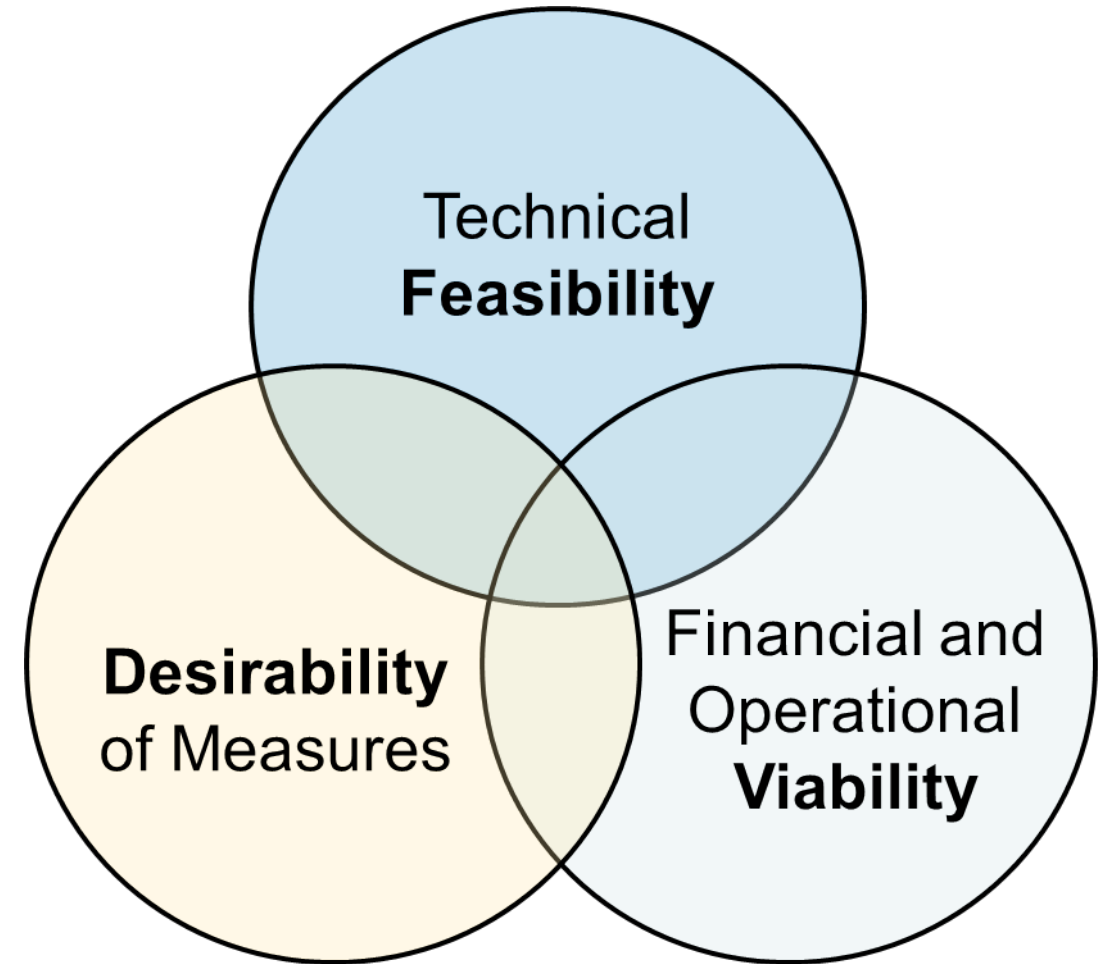 Technical
Feasibility
Desirability
of Measures
Financial and
Operational
Viability